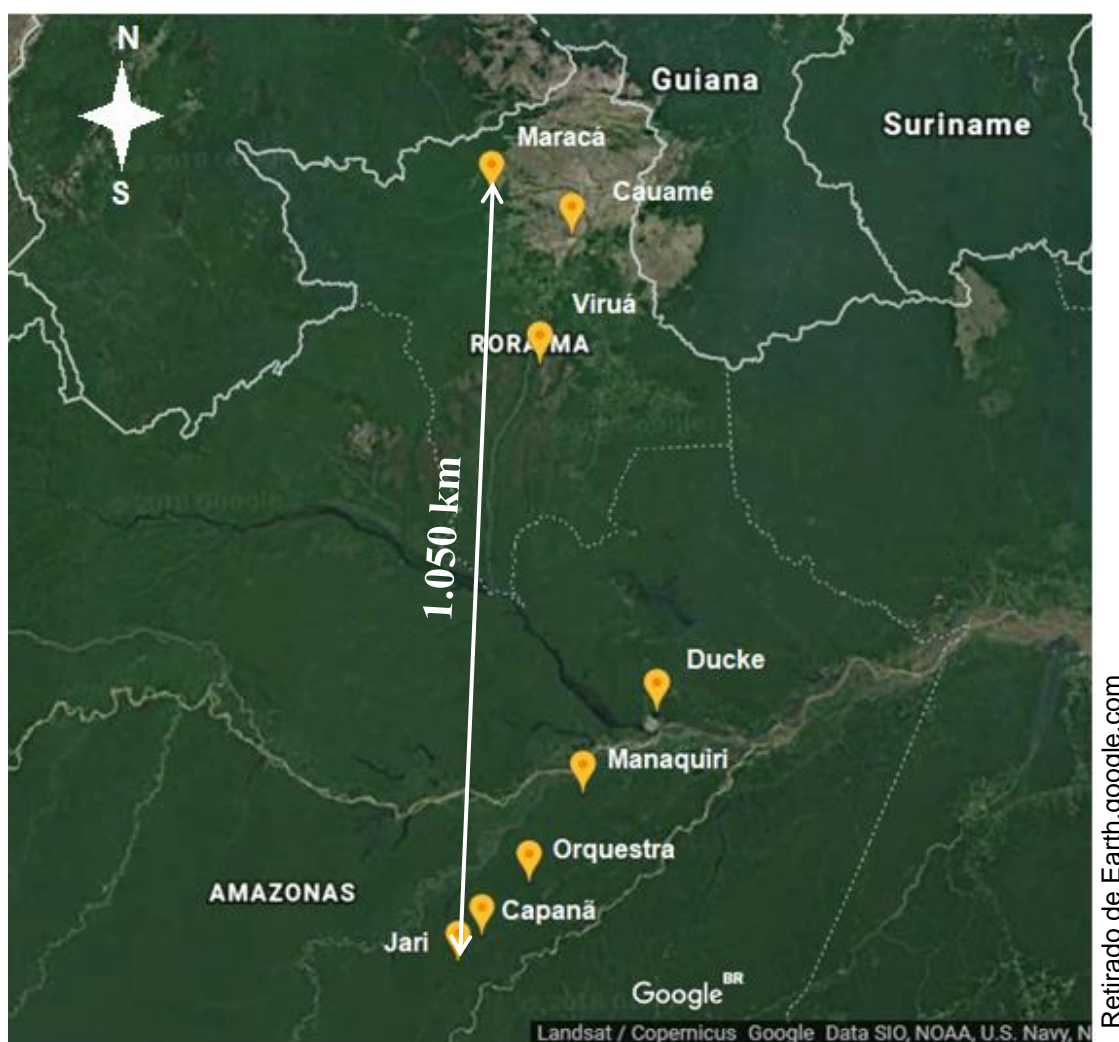 N
S
Guiana
Suriname
Maracá
Cauamé
Viruá
RORAIMA
1.050 km
Ducke
Manaquiri
Orquestra
AMAZONAS
Capanã
Jari
Google BR
Landsat / Copernicus Google Data SIO, NOAA, U.S. Navy, N
Retirado de Earth.google.com